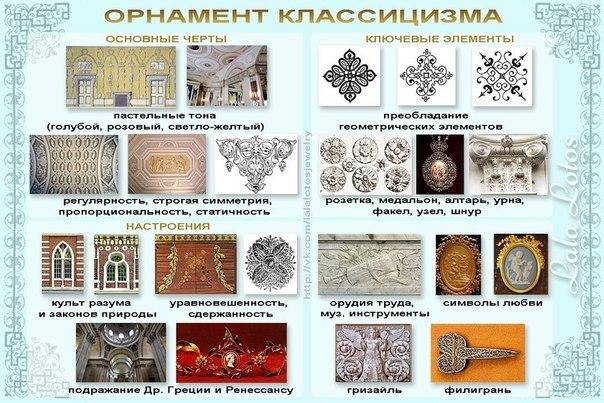 ОРНАМЕНТ КЛАССИЦИЗМА
ОСНОВНЫЕ ЧЕРТЫ
пастельные тона
(голубой, розовый, светло-желтый)
регулярность, строгая симметрия,
пропорциональность, статичность
НАСТРОЕНИЯ
культ разума
и законов природы
уравновешенность,
сдержанность
подражание Др. Греции и Ренессансу
КЛЮЧЕВЫЕ ЭЛЕМЕНТЫ
преобладание
геометрических элементов
розетка, медальон, алтарь, урна,
факел, узел, шнур
орудия труда,
муз. инструменты
символы любви
гризайль
филигрань
http://vk.com/lalalotosjewelry
Lala Lotos